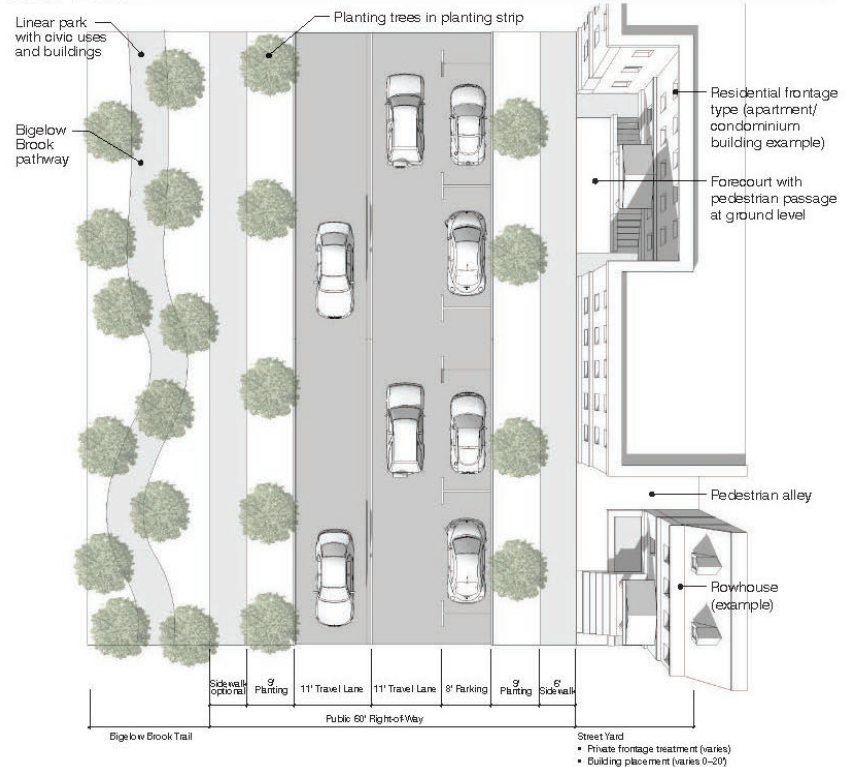 Linear park
with civic uses
and buildings
Planting trees in planting strip
Bigelow
Brook
pathway
Residential frontage
type (apartment/
condominium
building example)
Forecourt with
pedestrian passage
at ground level
Pedestrian alley
Rowhouse
(example)
Sidewalk
optional
9'
Planting
11' Travel Lane
11' Travel Lane
8' Parking
9'
Planting
6'
Sidewalk
Public 60' Right-of-Way
Bigelow Brook Trail
Street Yard
▪ Private frontage treatment (varies)
▪ Building placement (varies 0–20')